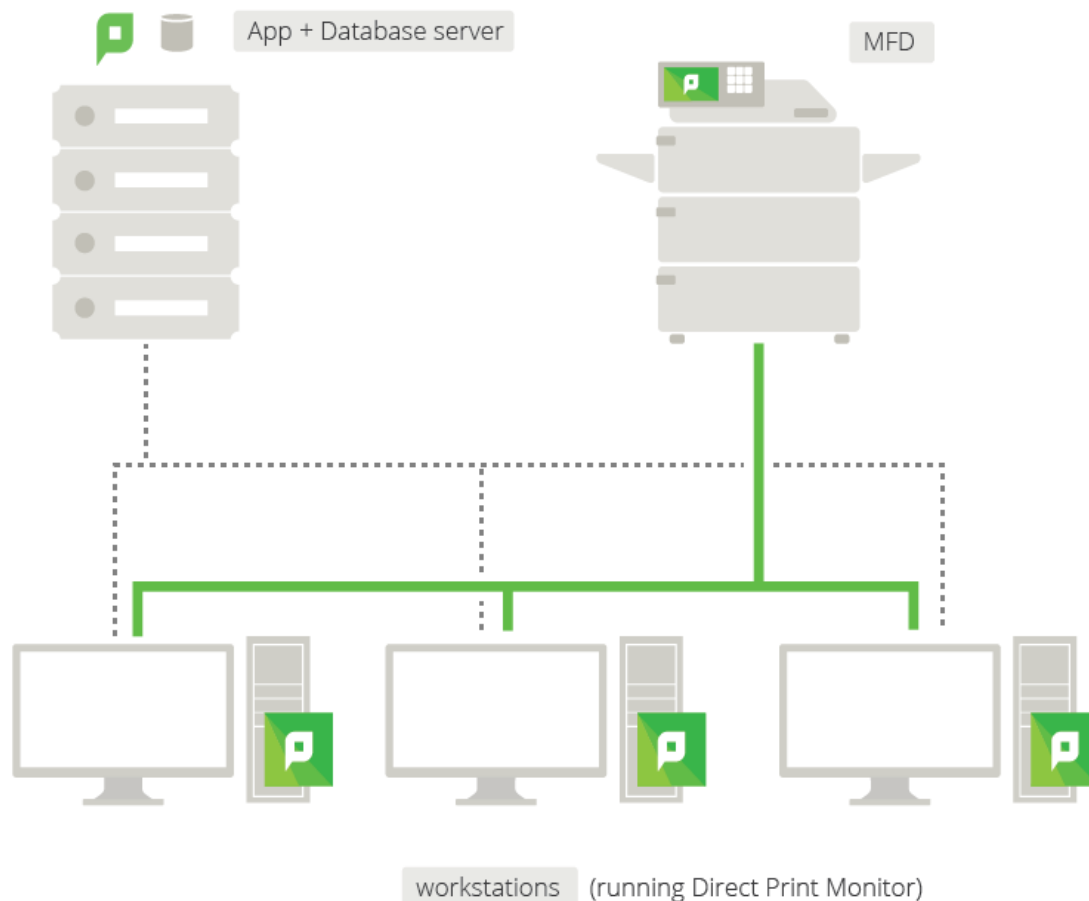 App + Database server
MFD
workstations (running Direct Print Monitor)